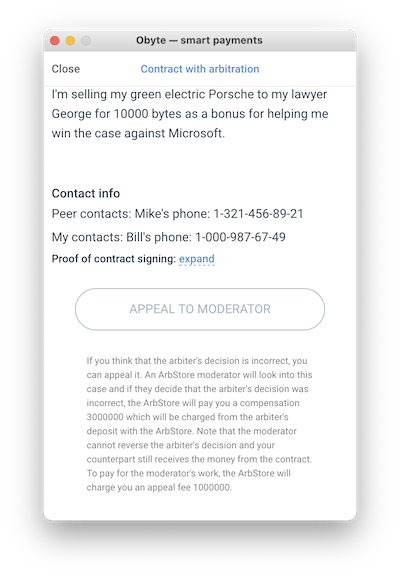 Obyte — smart payments
Close
Contract with arbitration
I'm selling my green electric Porsche to my lawyer
George for 10000 bytes as a bonus for helping me
win the case against Microsoft.
Contact info
Peer contacts: Mike's phone: 1-321-456-89-21
My contacts: Bill's phone: 1-000-987-67-49
Proof of contract signing: expand
APPEAL TO MODERATOR
If you think that the arbiter's decision is incorrect, you
can appeal it. An ArbStore moderator will look into this
case and if they decide that the arbiter's decision was
incorrect, the ArbStore will pay you a compensation
3000000 which will be charged from the arbiter's
deposit with the ArbStore. Note that the moderator
cannot reverse the arbiter's decision and your
counterpart still receives the money from the contract.
To pay for the moderator's work, the ArbStore will
charge you an appeal fee 1000000.